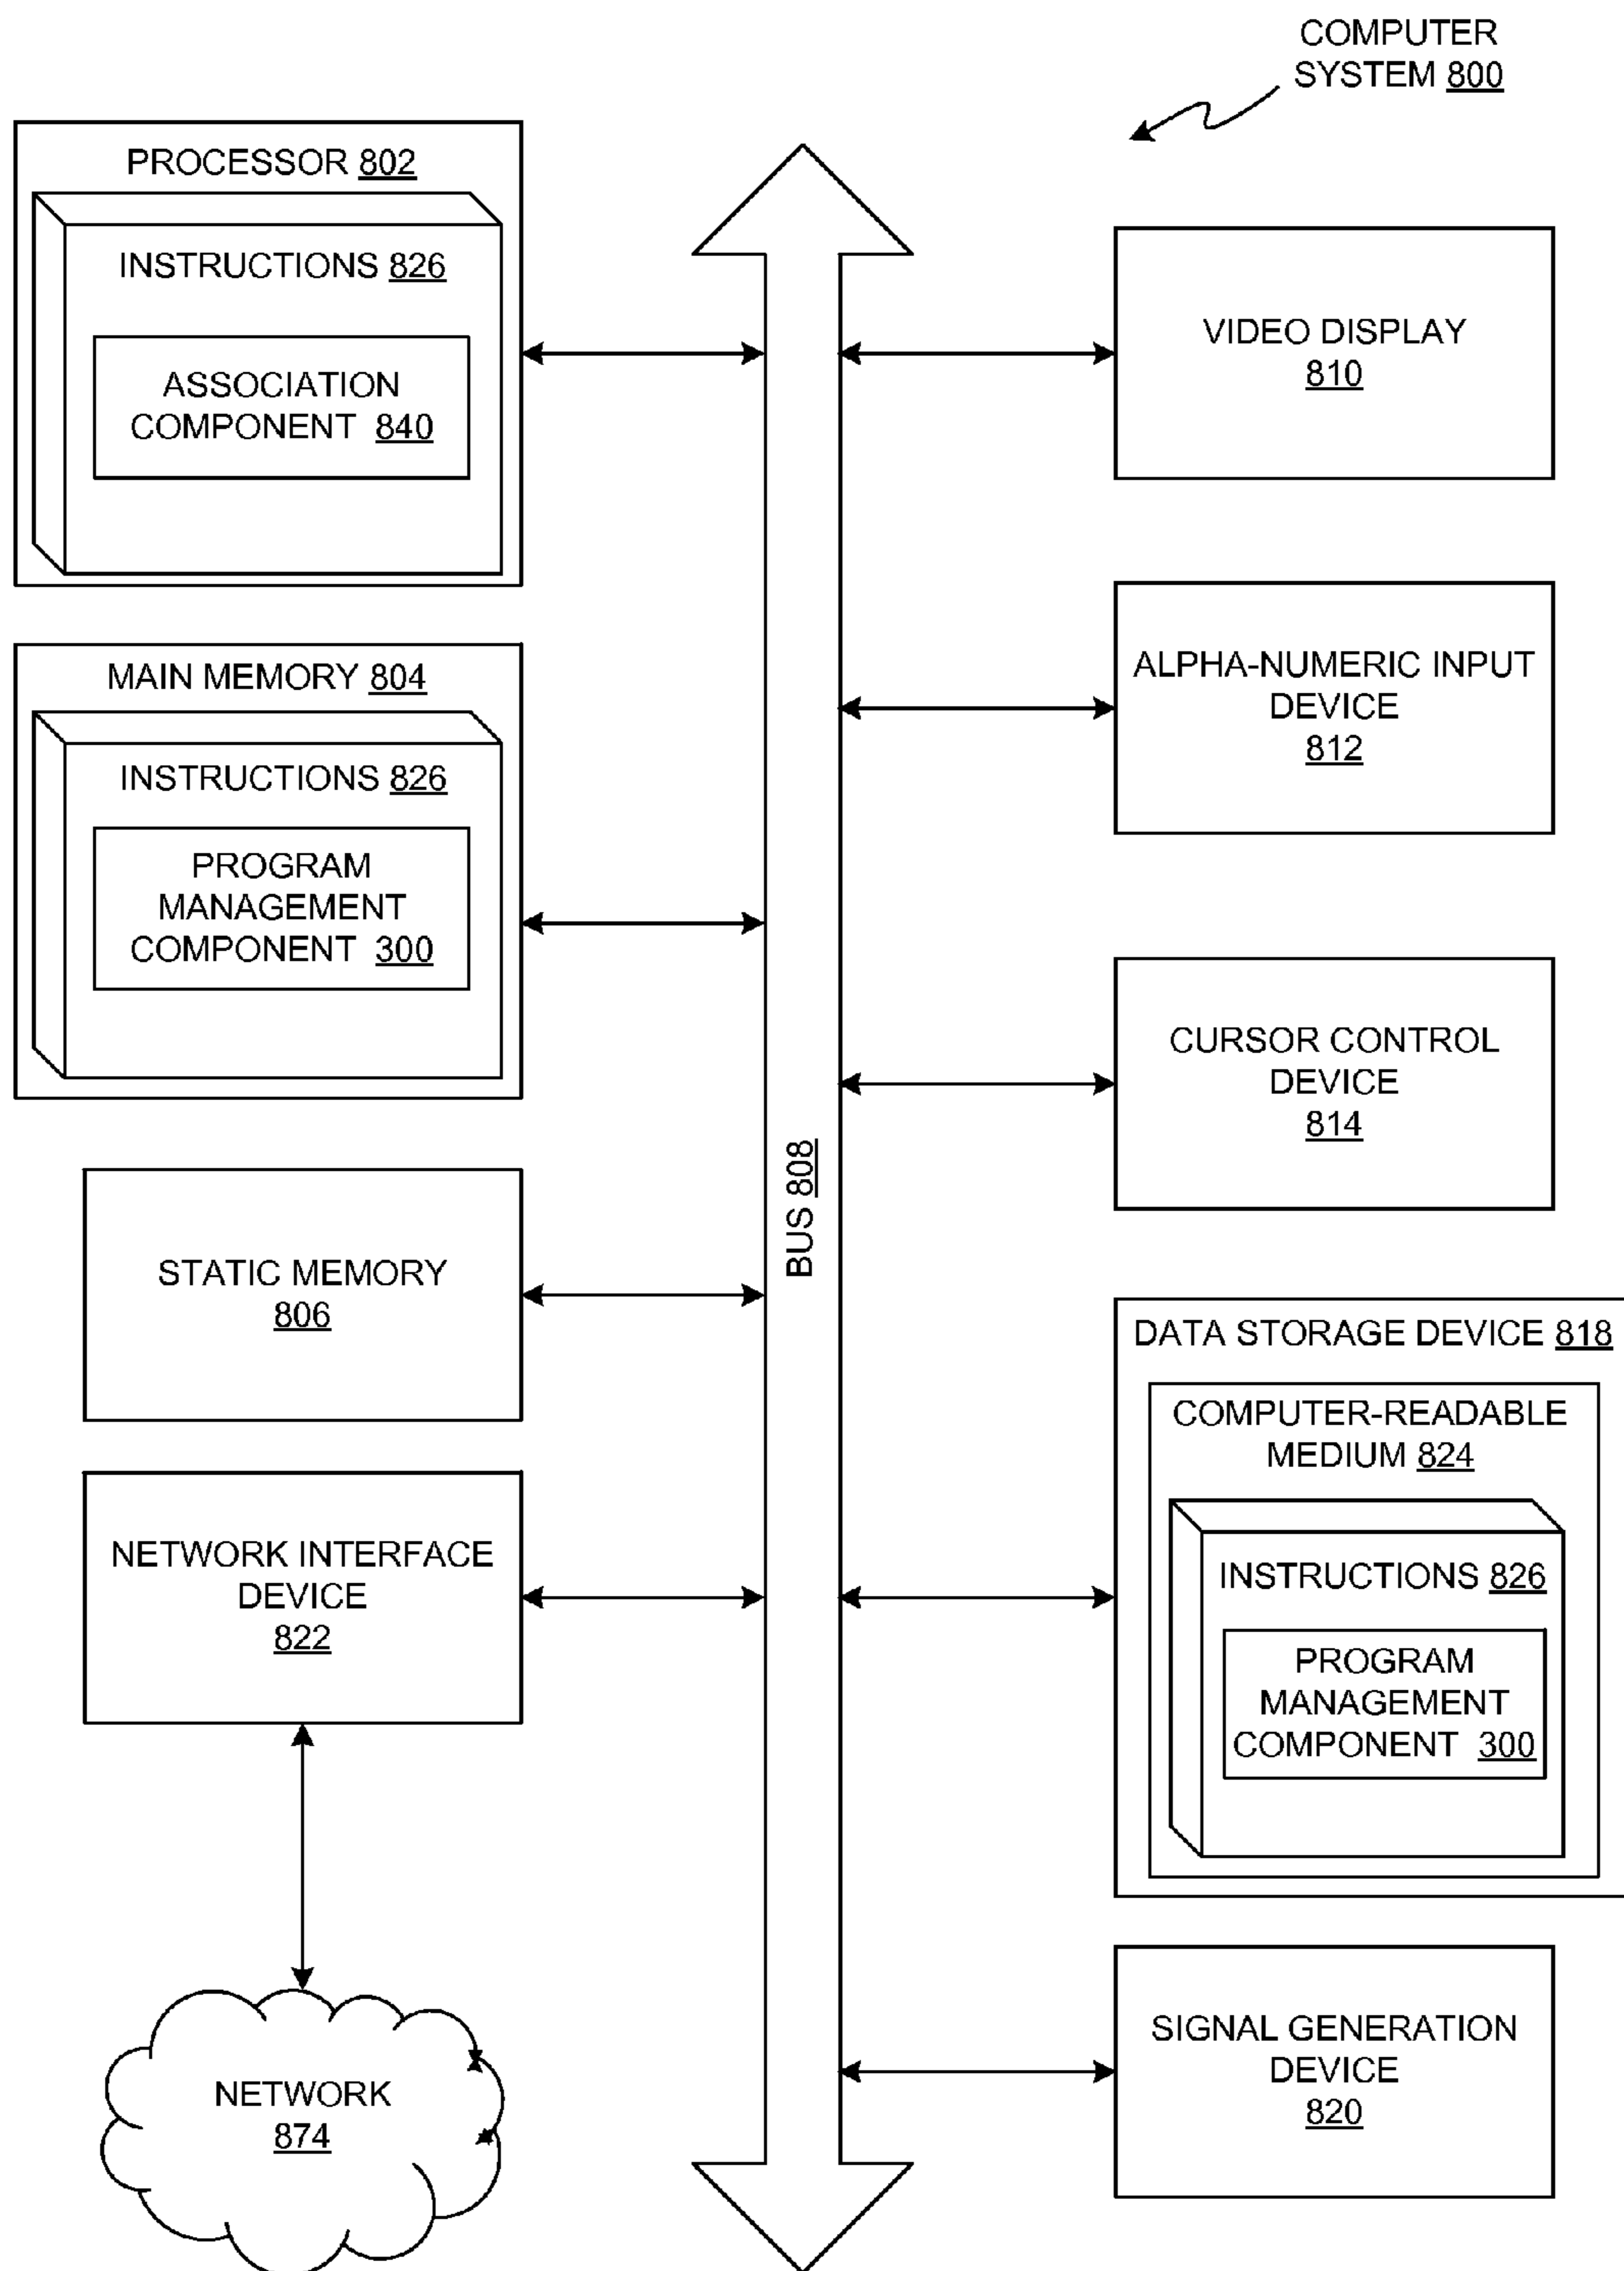 COMPUTER
SYSTEM 800
PROCESSOR 802
INSTRUCTIONS 826
ASSOCIATION
COMPONENT 840
MAIN MEMORY 804
INSTRUCTIONS 826
PROGRAM
MANAGEMENT
COMPONENT 300
STATIC MEMORY
806
NETWORK INTERFACE
DEVICE
822
NETWORK
874
BUS 808
VIDEO DISPLAY
810
ALPHA-NUMERIC INPUT
DEVICE
812
CURSOR CONTROL
DEVICE
814
DATA STORAGE DEVICE 818
COMPUTER-READABLE
MEDIUM 824
INSTRUCTIONS 826
PROGRAM
MANAGEMENT
COMPONENT 300
SIGNAL GENERATION
DEVICE
820